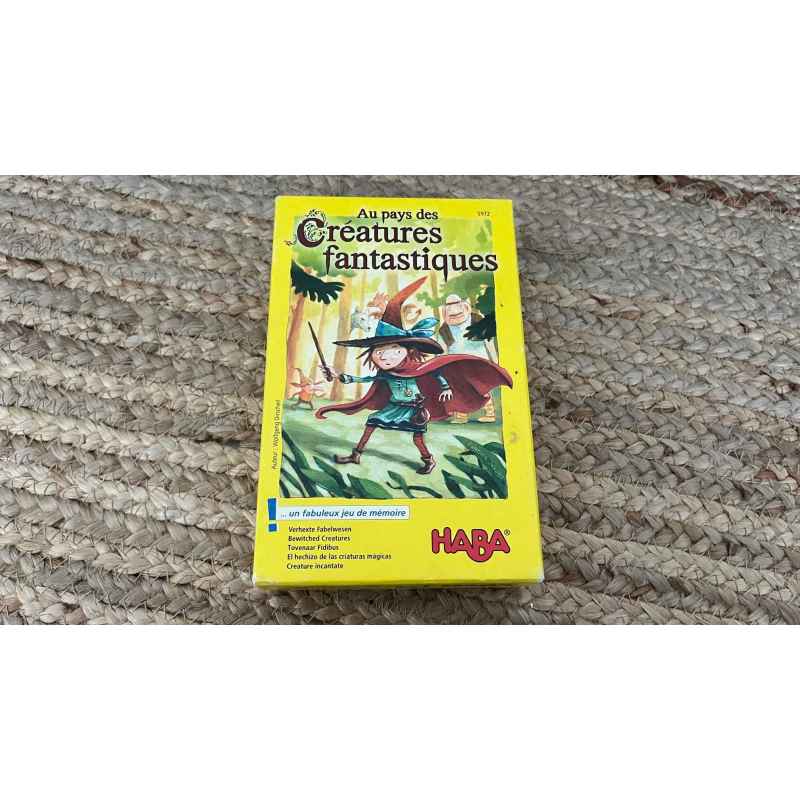 Au pays des
5972
Créatures
fantastiques
Auteur : Wolfgang Dirscherl
... un fabuleux jeu de mémoire
Verhexte Fabelwesen
Bewitched Creatures
Tovenaar Fidibus
El hechizo de las criaturas mágicas
Creature incantate
HABA®